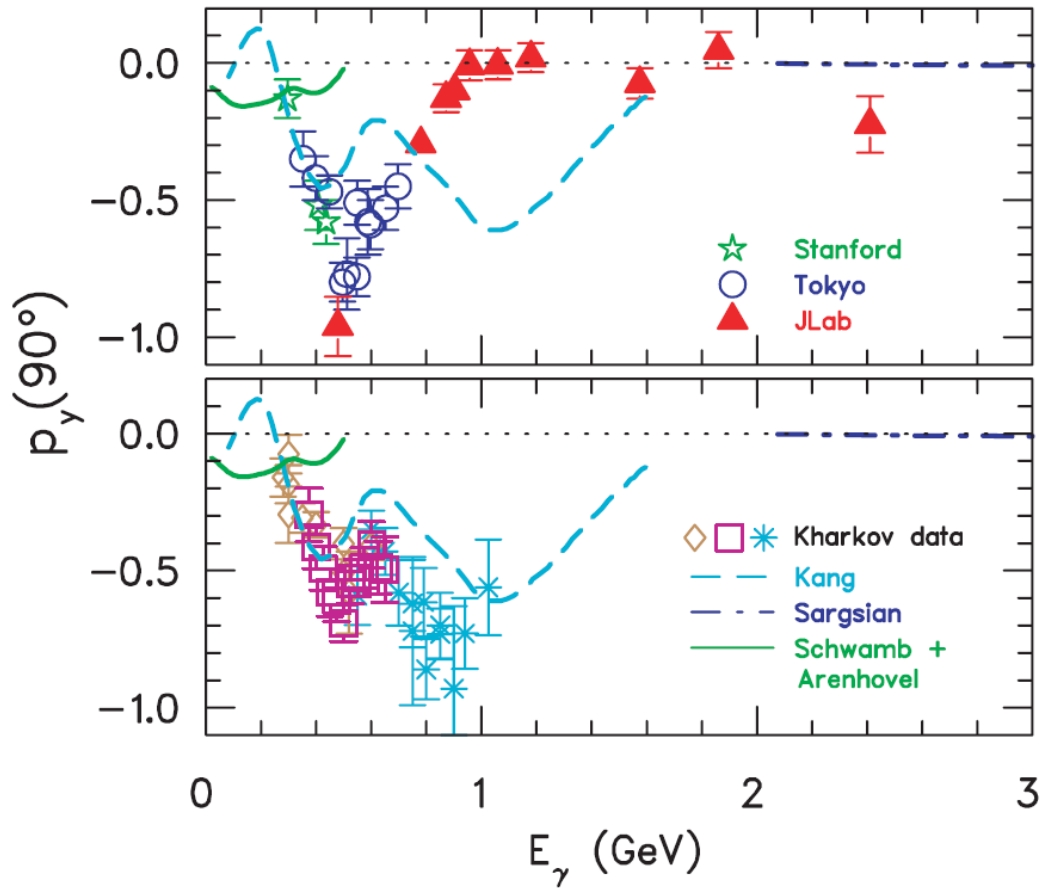 0.0
−0.5
−1.0
Stanford
Tokyo
JLab
p_y(90°)
0.0
−0.5
−1.0
Kharkov data
Kang
Sargsian
Schwamb +
Arenhovel
0 1 2 3
E_γ (GeV)